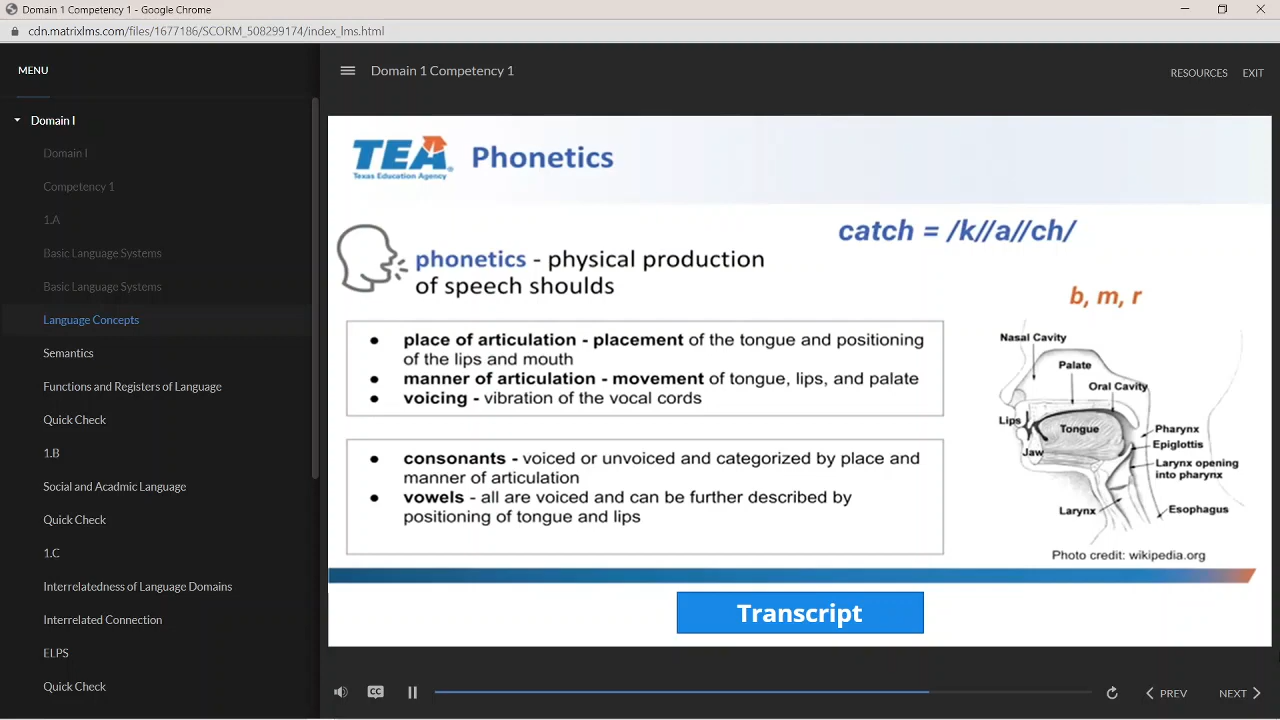 Domain 1 Competency 1 - Google Chrome
cdn.matrixlms.com/files/1677186/SCORM_508299174/index_lms.html
MENU
Domain I
Domain I
Competency 1
1.A
Basic Language Systems
Basic Language Systems
Language Concepts
Semantics
Functions and Registers of Language
Quick Check
1.B
Social and Acadmic Language
Quick Check
1.C
Interrelatedness of Language Domains
Interrelated Connection
ELPS
Quick Check
Domain 1 Competency 1
RESOURCES
EXIT
TEA
Texas Education Agency
Phonetics
catch = /k//a//ch/
phonetics - physical production
of speech shoulds
b, m, r
● place of articulation - placement of the tongue and positioning
of the lips and mouth
● manner of articulation - movement of tongue, lips, and palate
● voicing - vibration of the vocal cords
● consonants - voiced or unvoiced and categorized by place and
manner of articulation
● vowels - all are voiced and can be further described by
positioning of tongue and lips
Nasal Cavity
Palate
Oral Cavity
Lips
Tongue
Pharynx
Epiglottis
Jaw
Larynx opening
into pharynx
Larynx
Esophagus
Photo credit: wikipedia.org
Transcript
CC
PREV
NEXT